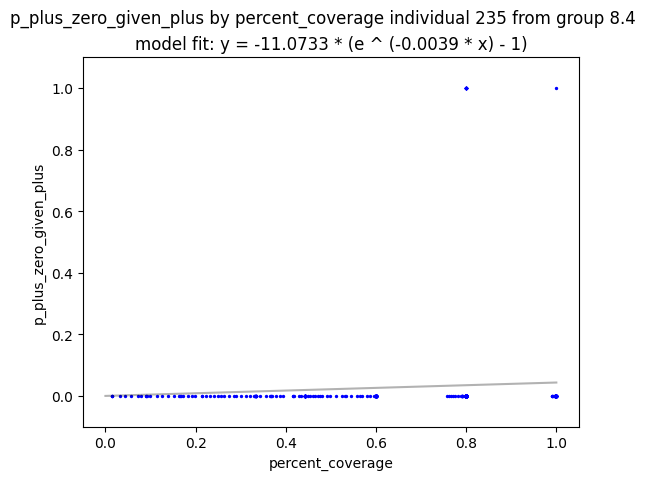 p_plus_zero_given_plus by percent_coverage individual 235 from group 8.4
model fit: y = -11.0733 * (e ^ (-0.0039 * x) - 1)
1.0
0.8
0.6
0.4
0.2
0.0
p_plus_zero_given_plus
0.0 0.2 0.4 0.6 0.8 1.0
percent_coverage